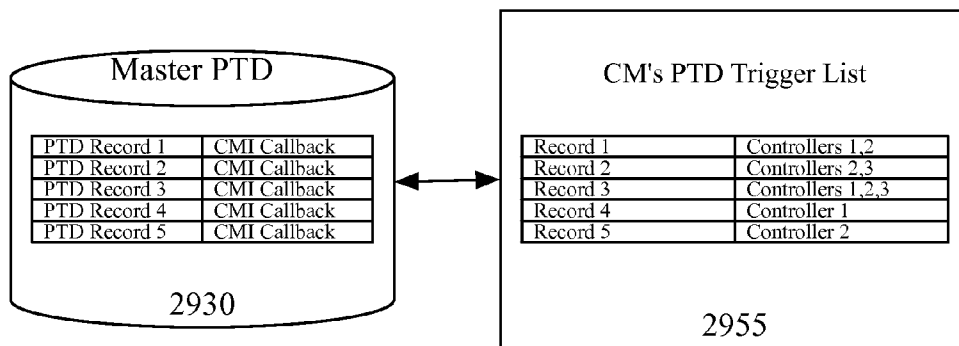 Master PTD
PTD Record 1 CMI Callback
PTD Record 2 CMI Callback
PTD Record 3 CMI Callback
PTD Record 4 CMI Callback
PTD Record 5 CMI Callback
2930
CM's PTD Trigger List
Record 1 Controllers 1,2
Record 2 Controllers 2,3
Record 3 Controllers 1,2,3
Record 4 Controller 1
Record 5 Controller 2
2955